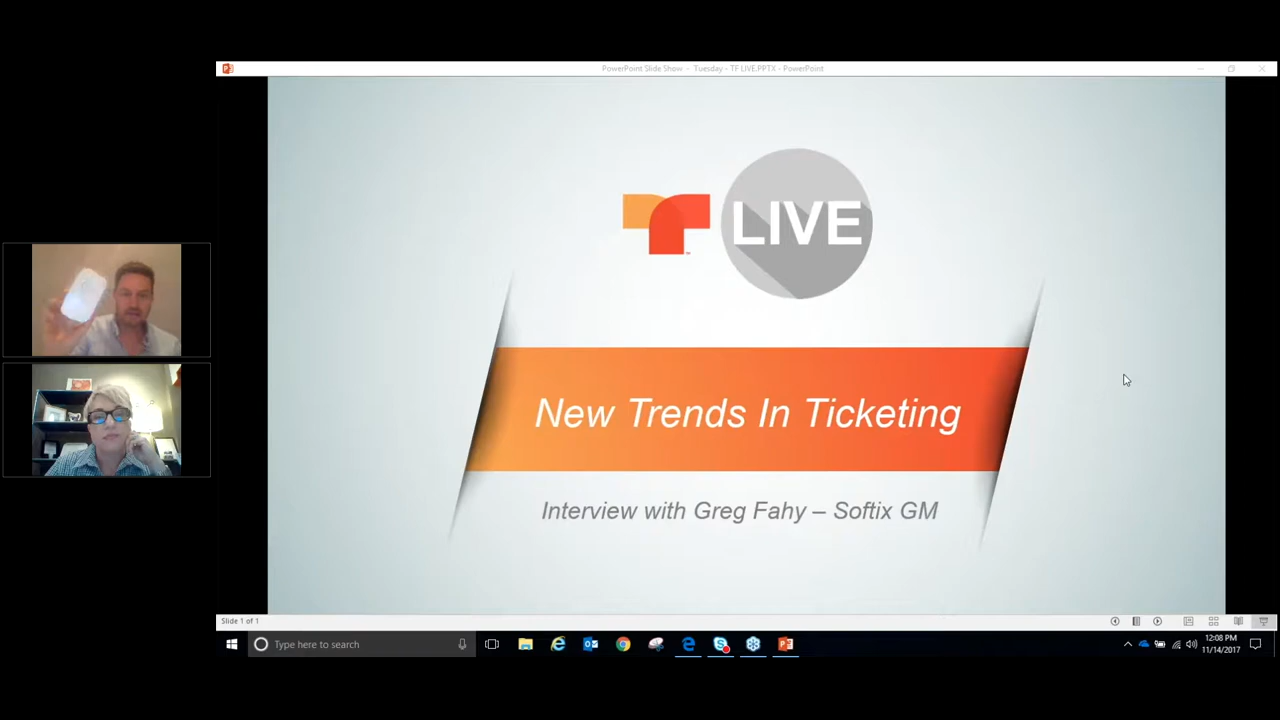 PowerPoint Slide Show - Tuesday - TF LIVE.PPTX - PowerPoint
LIVE
New Trends In Ticketing
Interview with Greg Fahy – Softix GM
Slide 1 of 1
Type here to search
12:08 PM
11/14/2017